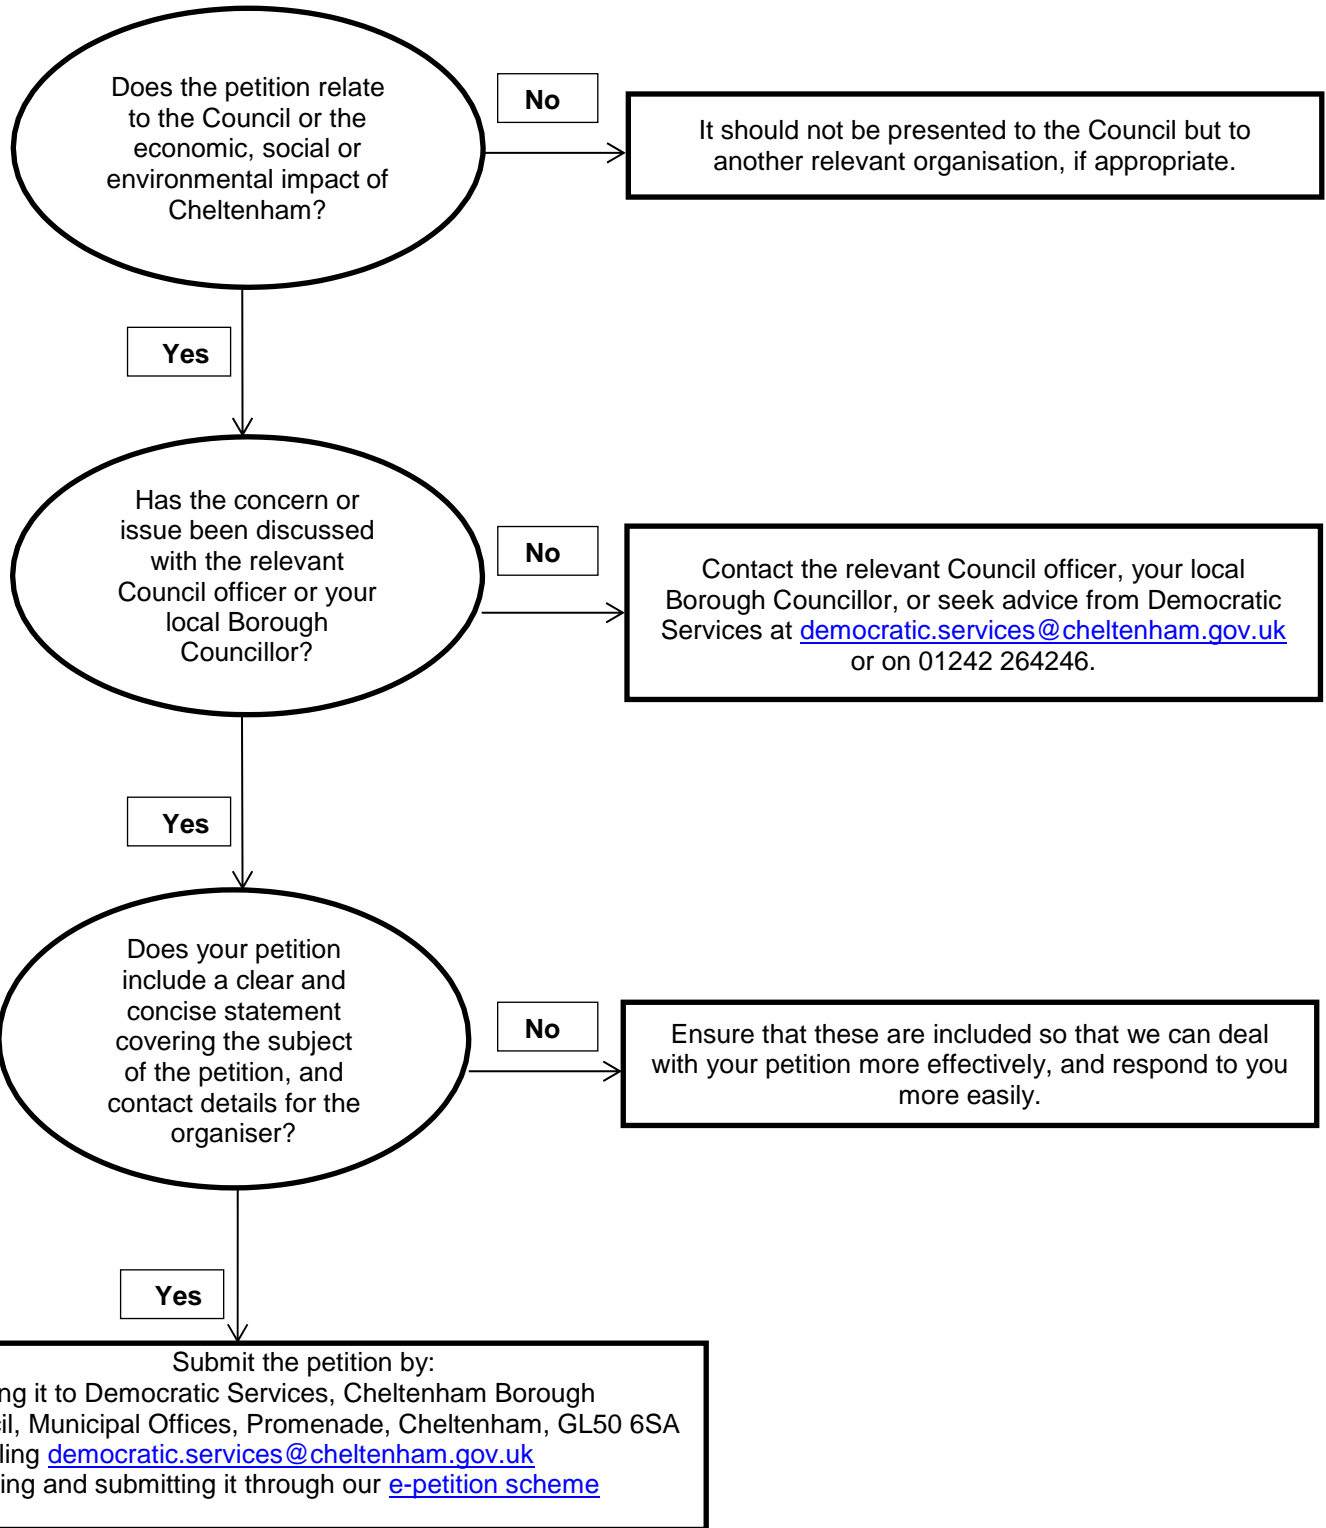 Does the petition relate
to the Council or the
economic, social or
environmental impact of
Cheltenham?
No
It should not be presented to the Council but to
another relevant organisation, if appropriate.
Yes
Has the concern or
issue been discussed
with the relevant
Council officer or your
local Borough
Councillor?
No
Contact the relevant Council officer, your local
Borough Councillor, or seek advice from Democratic
Services at democratic.services@cheltenham.gov.uk
or on 01242 264246.
Yes
Does your petition
include a clear and
concise statement
covering the subject
of the petition, and
contact details for the
organiser?
No
Ensure that these are included so that we can deal
with your petition more effectively, and respond to you
more easily.
Yes
Submit the petition by:
it to Democratic Services, Cheltenham Borough
Municipal Offices, Promenade, Cheltenham, GL50 6SA
democratic.services@cheltenham.gov.uk
and submitting it through our e-petition scheme